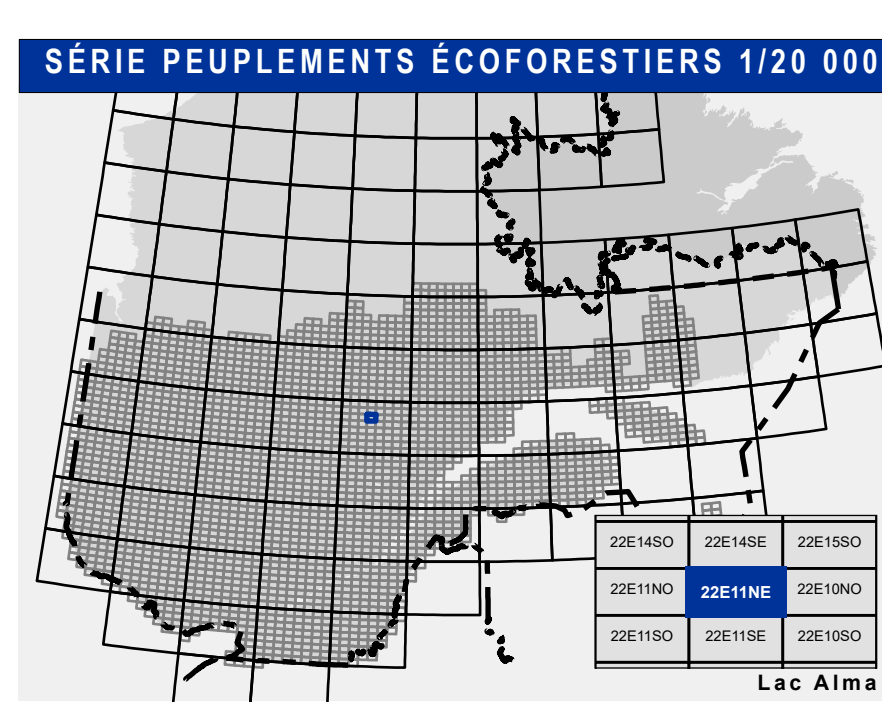 SÉRIE PEUPLEMENTS ÉCOFORESTIERS 1/20 000
22E14SO 22E14SE 22E15SO
22E11NO 22E11NE 22E10NO
22E11SO 22E11SE 22E10SO
Lac Alma